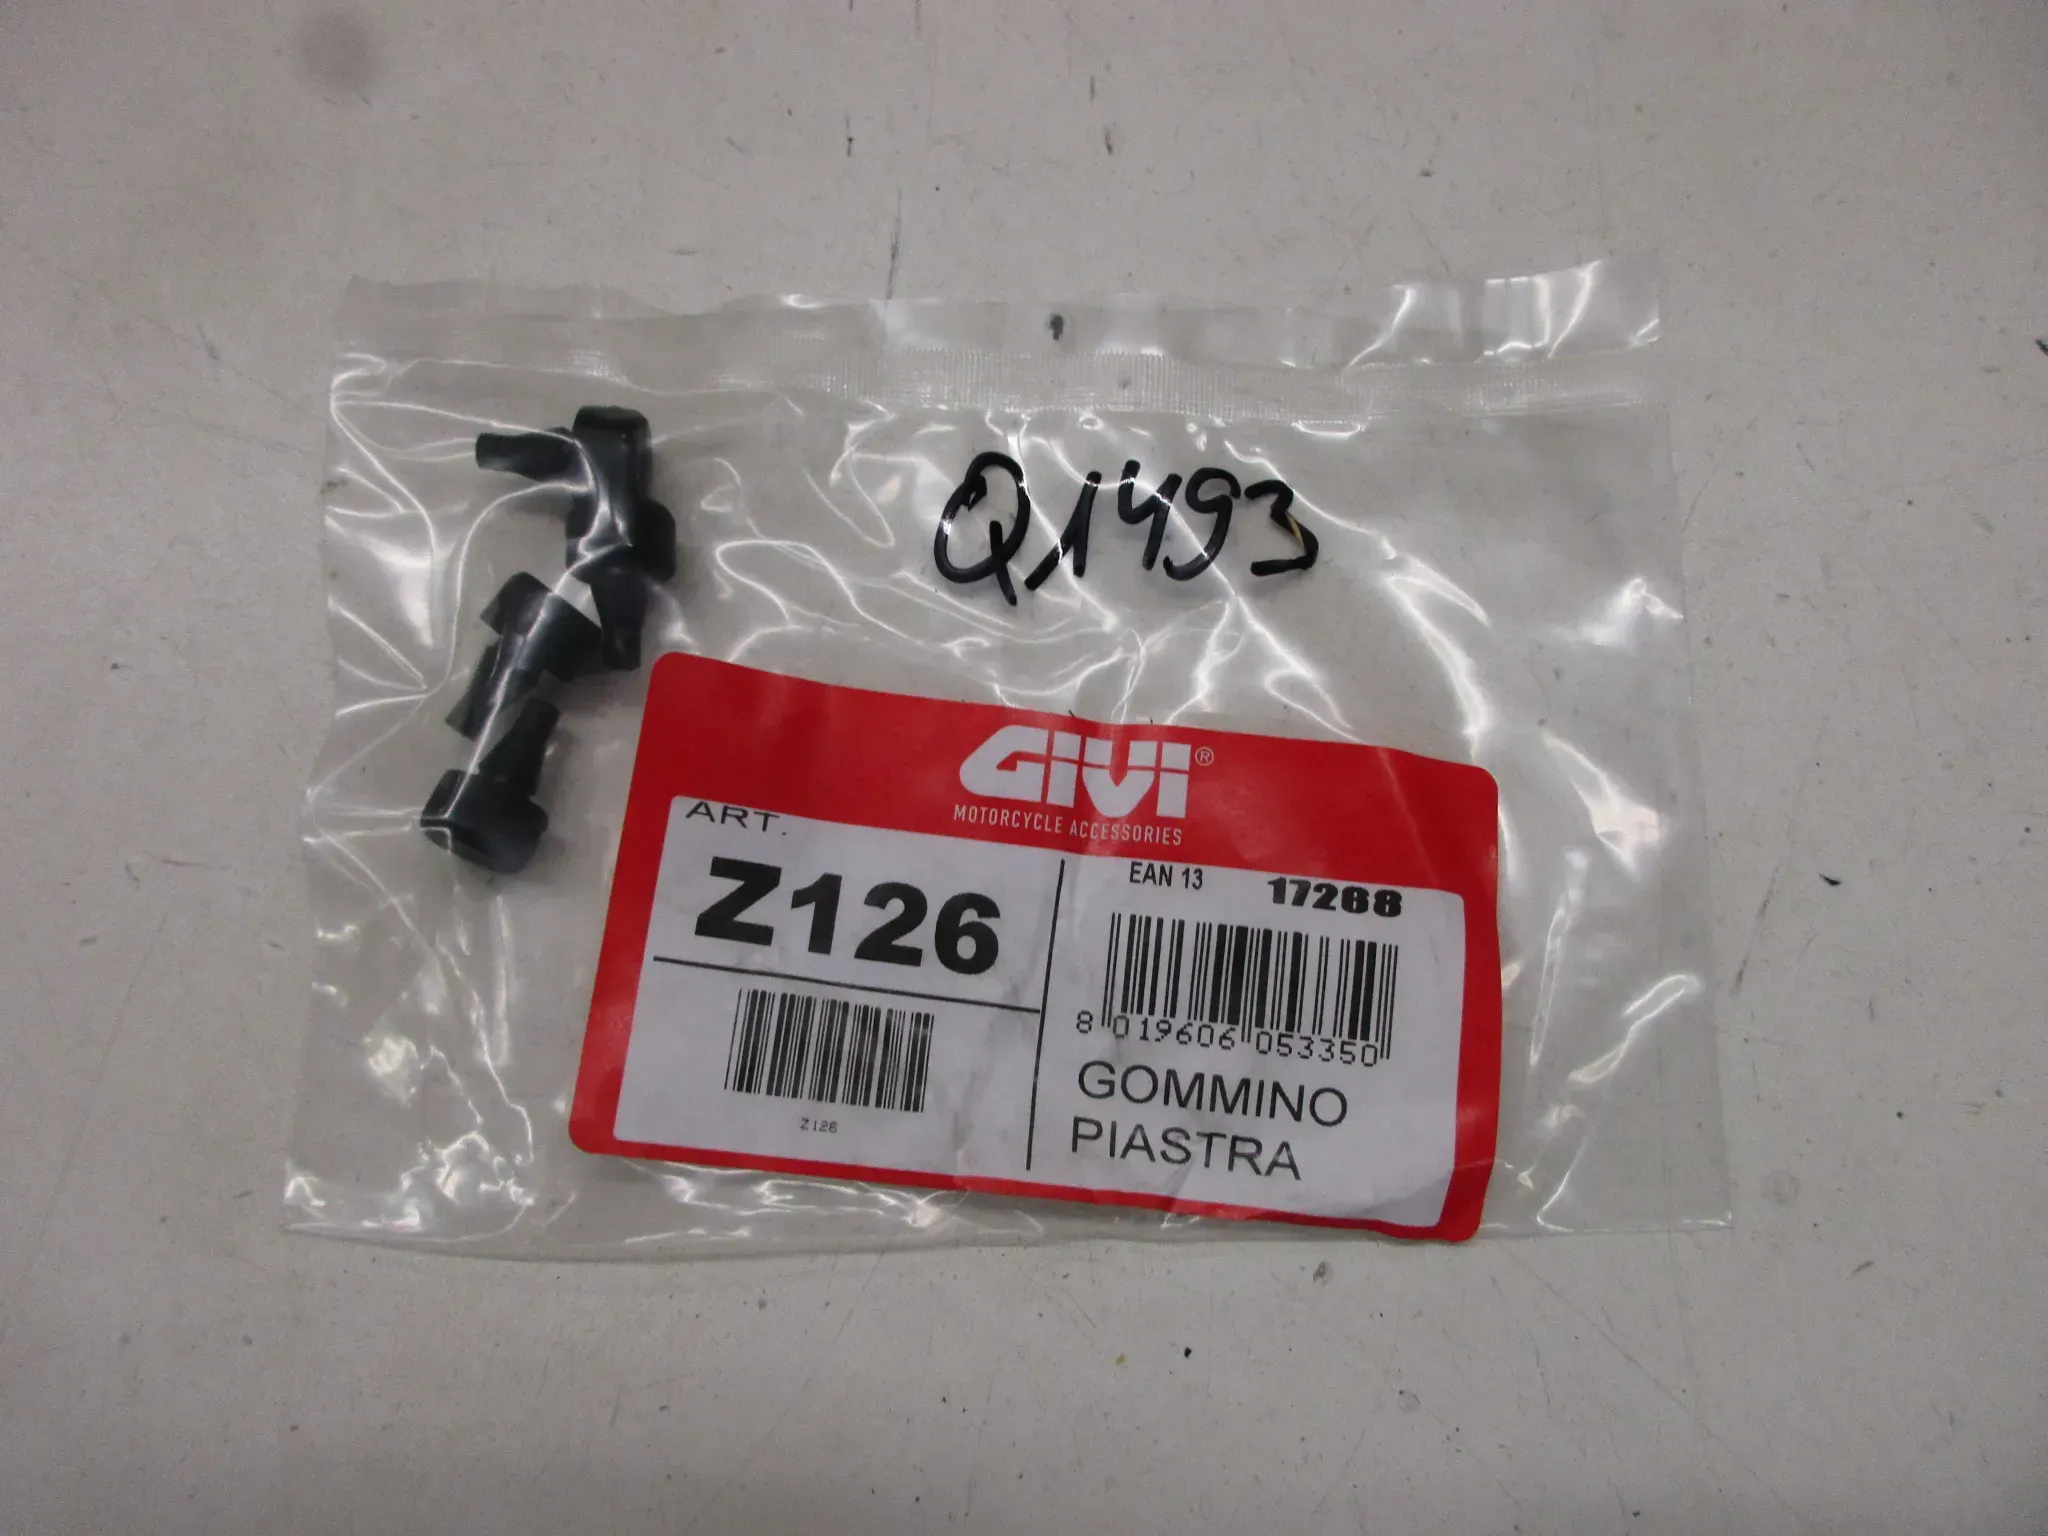 Q1493
GIVI®
MOTORCYCLE ACCESSORIES
ART.
Z126
Z126
EAN 13 17268
8 019606 053350
GOMMINO
PIASTRA